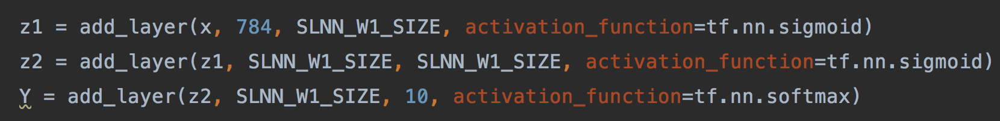 z1 = add_layer(x, 784, SLNN_W1_SIZE, activation_function=tf.nn.sigmoid)
z2 = add_layer(z1, SLNN_W1_SIZE, SLNN_W1_SIZE, activation_function=tf.nn.sigmoid)
Y = add_layer(z2, SLNN_W1_SIZE, 10, activation_function=tf.nn.softmax)